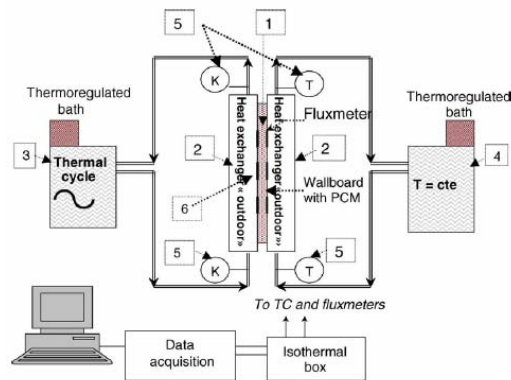 5
1
K
T
Thermoregulated
bath
Thermoregulated
bath
Fluxmeter
3
Thermal
cycle
2
Heat exchanger
« outdoor»
Heat exchanger
« outdoor»
2
T = cte
4
6
Wallboard
with PCM
5
K
T
5
To TC and fluxmeters
Data
acquisition
Isothermal
box